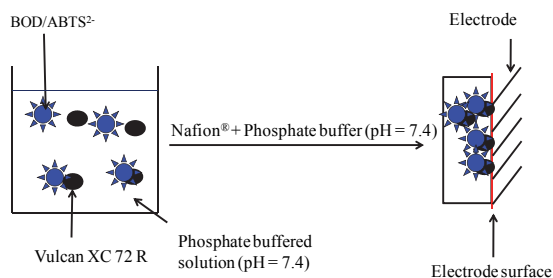 BOD/ABTS²⁻
Electrode
Nafion® + Phosphate buffer (pH = 7.4)
Vulcan XC 72 R
Phosphate buffered
solution (pH = 7.4)
Electrode surface